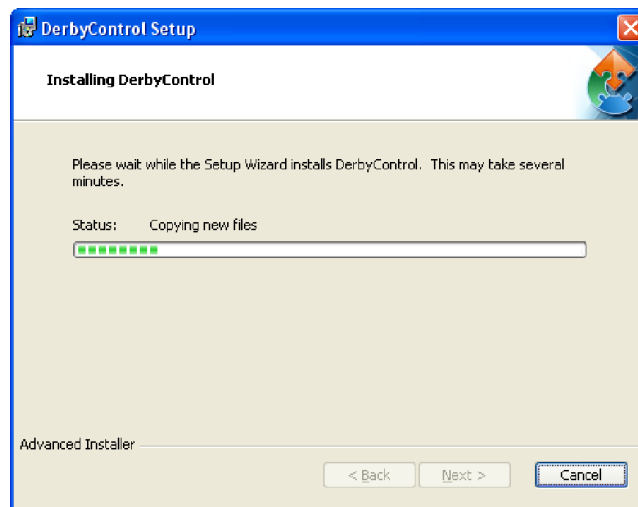 DerbyControl Setup
Installing DerbyControl
Please wait while the Setup Wizard installs DerbyControl. This may take several
minutes.
Status: Copying new files
Advanced Installer
< Back Next > Cancel